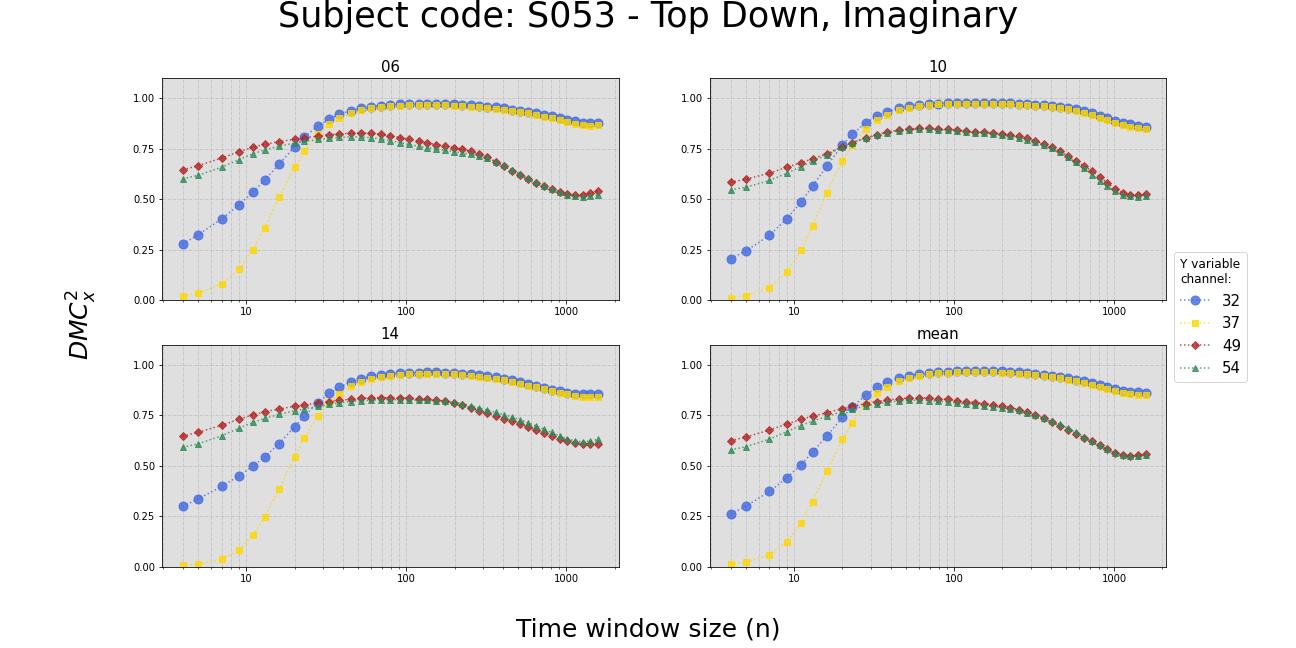 Subject code: S053 - Top Down, Imaginary
06
1.00
0.75
0.50
0.25
0.00
10 100 1000
10
1.00
0.75
0.50
0.25
0.00
10 100 1000
14
1.00
0.75
0.50
0.25
0.00
10 100 1000
mean
1.00
0.75
0.50
0.25
0.00
10 100 1000
DMC²ₓ
Time window size (n)
Y variable
channel:
32
37
49
54